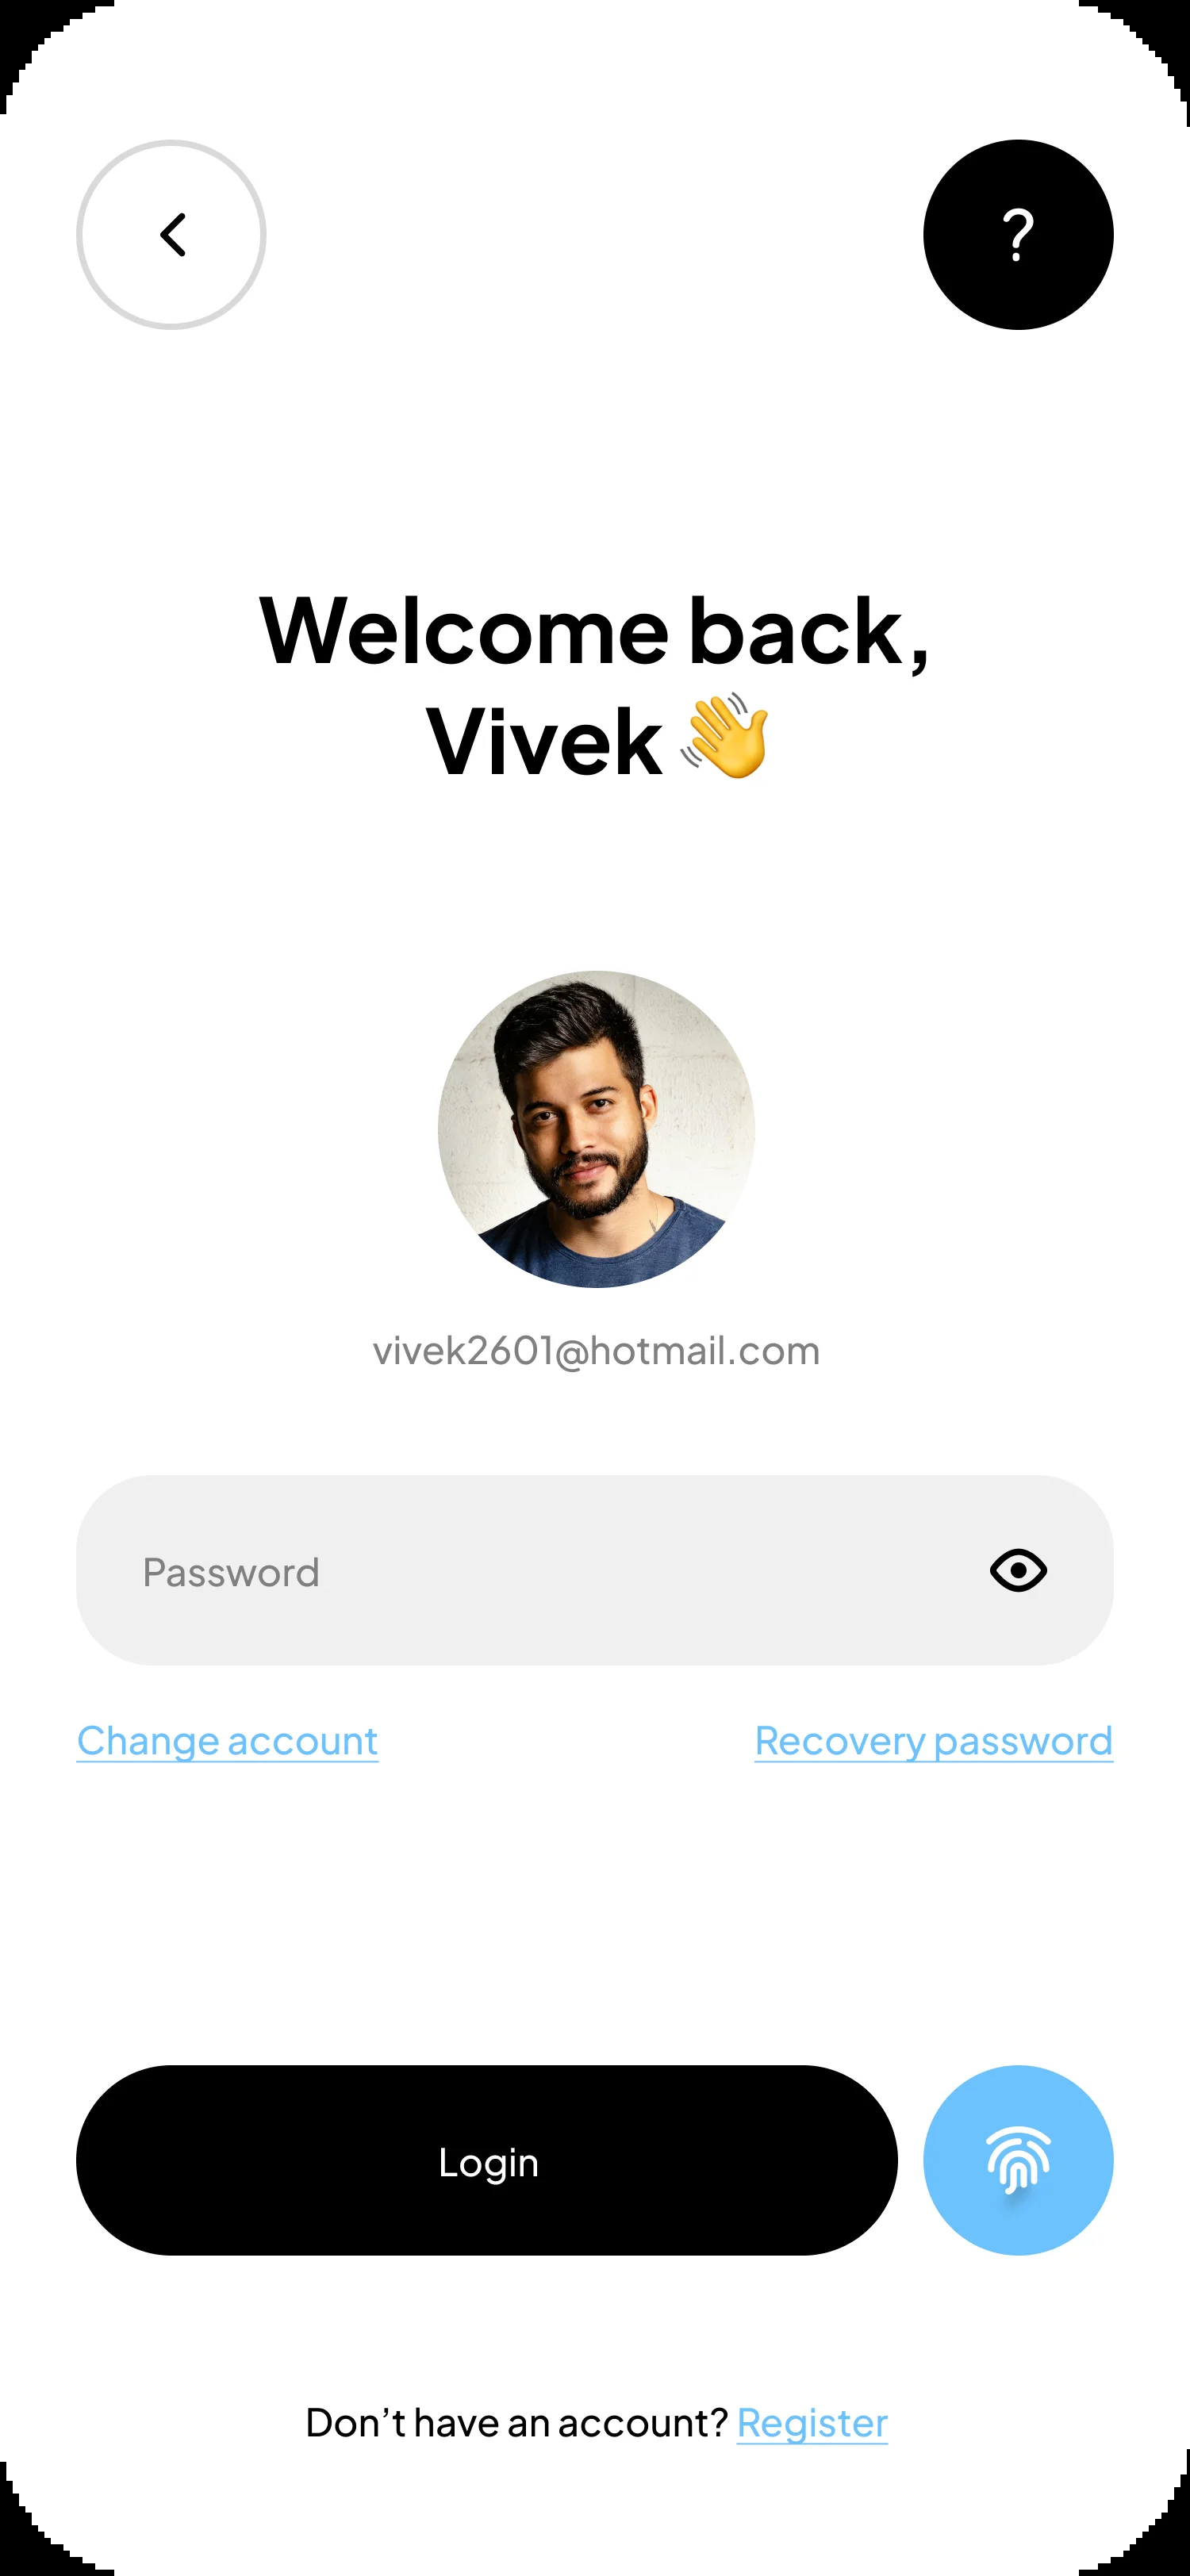 ?
Welcome back,
Vivek 👋
vivek2601@hotmail.com
Password
Change account
Recovery password
Login
Don’t have an account? Register